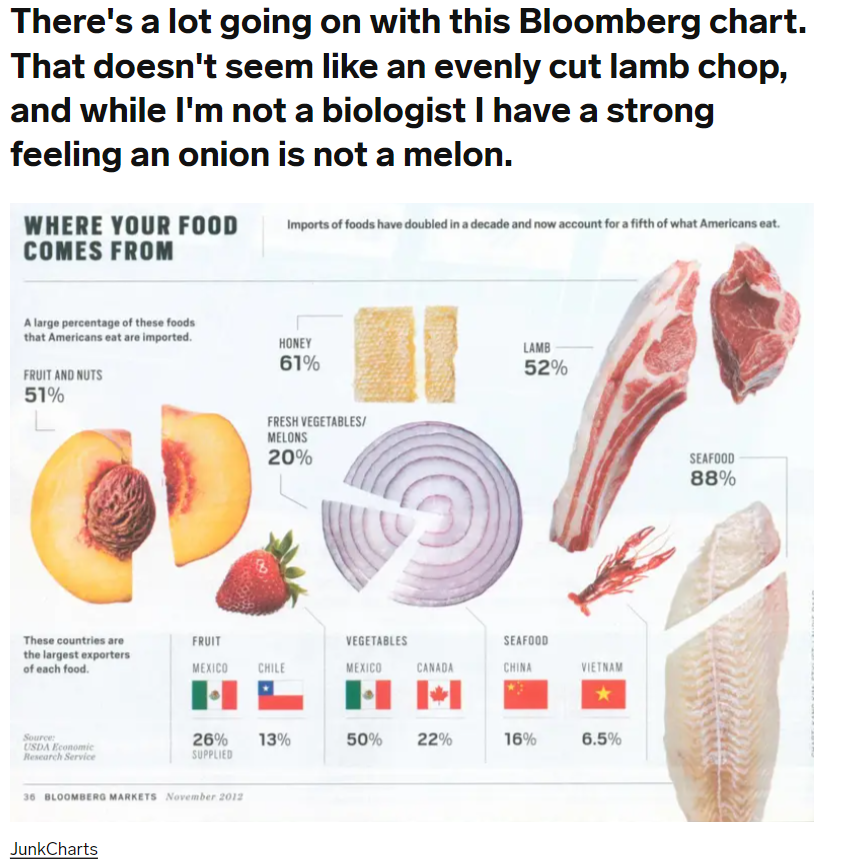 There's a lot going on with this Bloomberg chart.
That doesn't seem like an evenly cut lamb chop,
and while I'm not a biologist I have a strong
feeling an onion is not a melon.
WHERE YOUR FOOD
COMES FROM
Imports of foods have doubled in a decade and now account for a fifth of what Americans eat.
A large percentage of these foods
that Americans eat are imported.
FRUIT AND NUTS
51%
HONEY
61%
FRESH VEGETABLES/
MELONS
20%
LAMB
52%
SEAFOOD
88%
These countries are
the largest exporters
of each food.
FRUIT
MEXICO CHILE
26% 13%
SUPPLIED
VEGETABLES
MEXICO CANADA
50% 22%
SEAFOOD
CHINA VIETNAM
16% 6.5%
Source:
USDA Economic
Research Service
36 BLOOMBERG MARKETS November 2012
JunkCharts